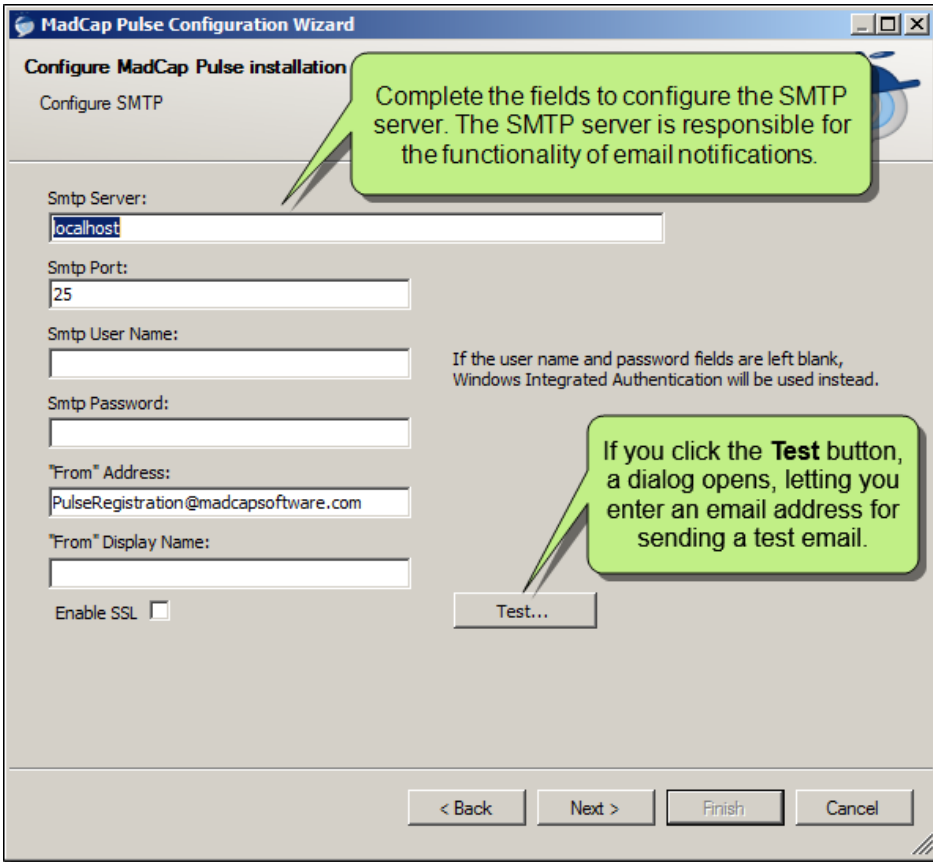 MadCap Pulse Configuration Wizard
Configure MadCap Pulse installation
Configure SMTP
Complete the fields to configure the SMTP
server. The SMTP server is responsible for
the functionality of email notifications.
Smtp Server:
localhost
Smtp Port:
25
Smtp User Name:
If the user name and password fields are left blank,
Windows Integrated Authentication will be used instead.
Smtp Password:
If you click the Test button,
a dialog opens, letting you
enter an email address for
sending a test email.
"From" Address:
PulseRegistration@madcapsoftware.com
"From" Display Name:
Enable SSL
Test...
< Back
Next >
Finish
Cancel